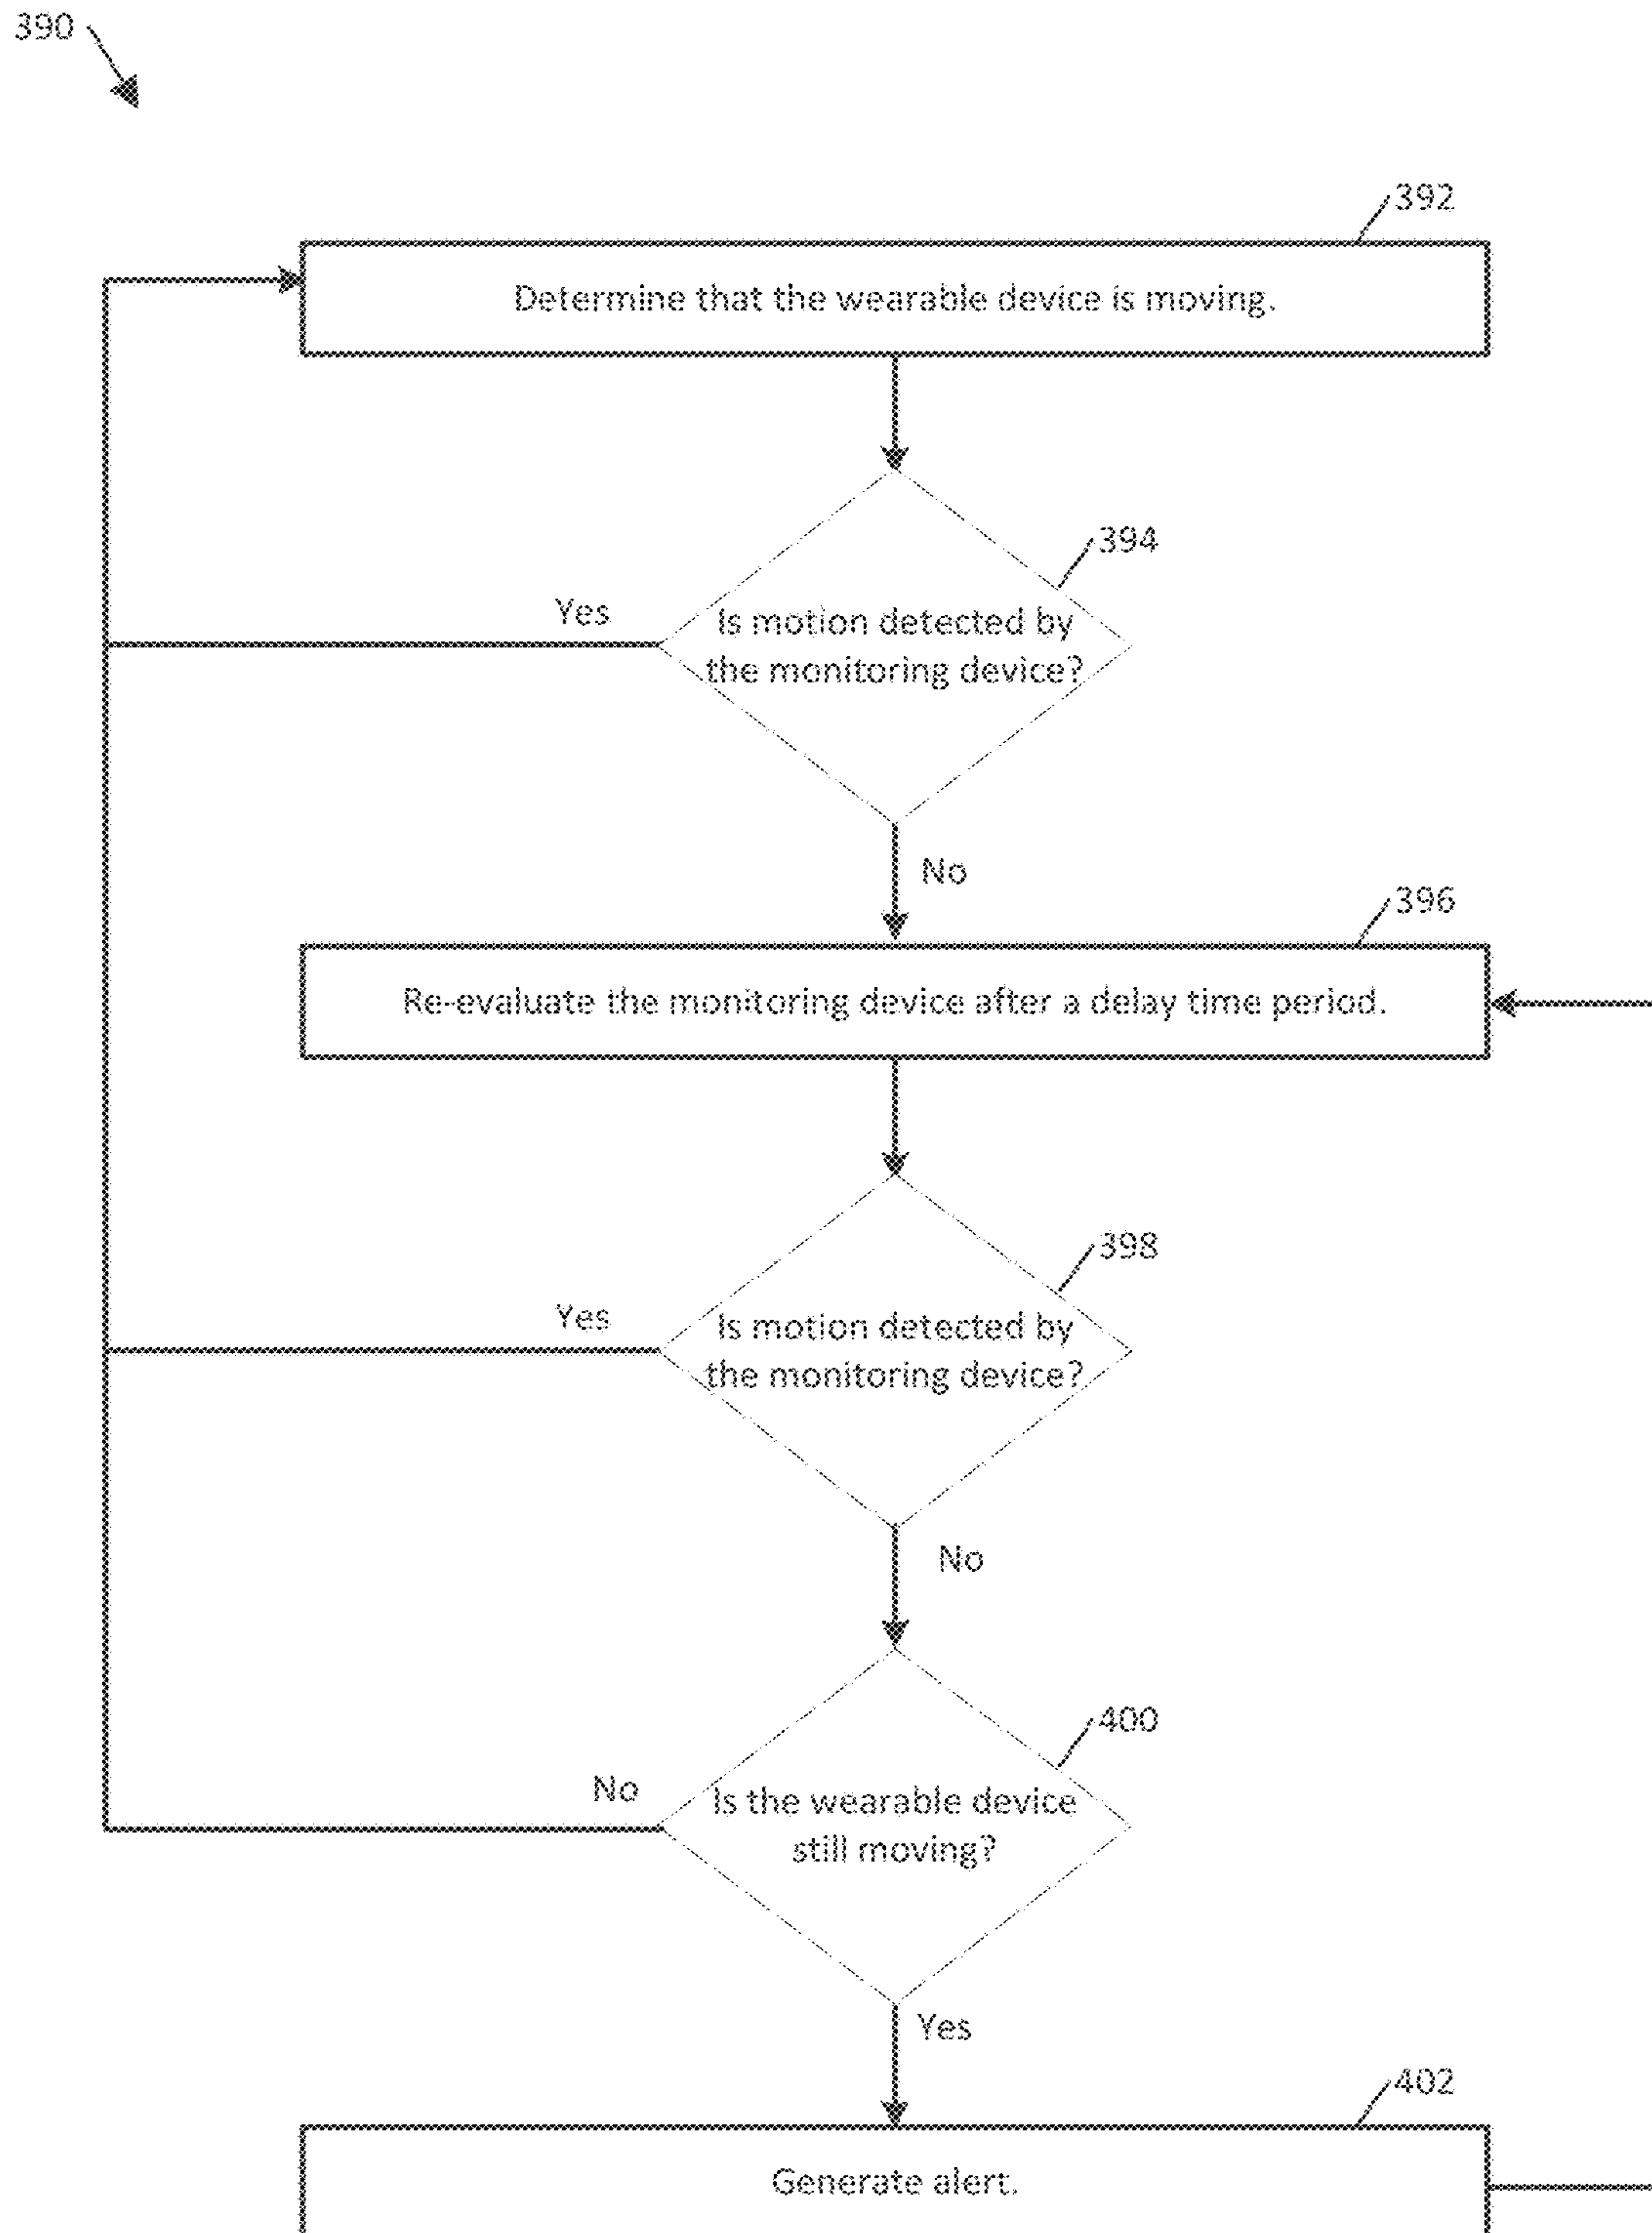 390
392
Determine that the wearable device is moving.
394
Yes
Is motion detected by
the monitoring device?
No
396
Re-evaluate the monitoring device after a delay time period.
398
Yes
Is motion detected by
the monitoring device?
No
400
No
Is the wearable device
still moving?
Yes
402
Generate alert.